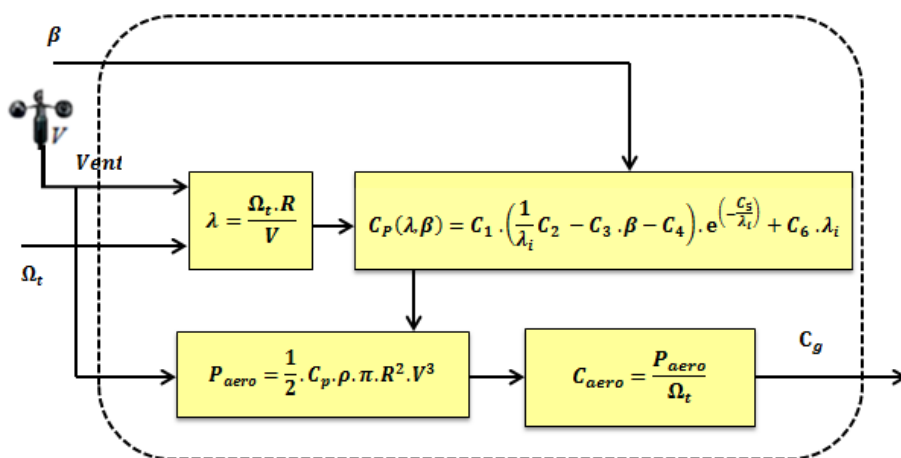 β
V
Vent
λ = Ω_t.R / V
C_P(λ,β) = C_1 .(1/λ_i C_2 − C_3 .β − C_4). e^(−C_5/λ_i) + C_6 .λ_i
Ω_t
P_aero = 1/2 . C_p.ρ.π.R^2.V^3
C_aero = P_aero / Ω_t
C_g